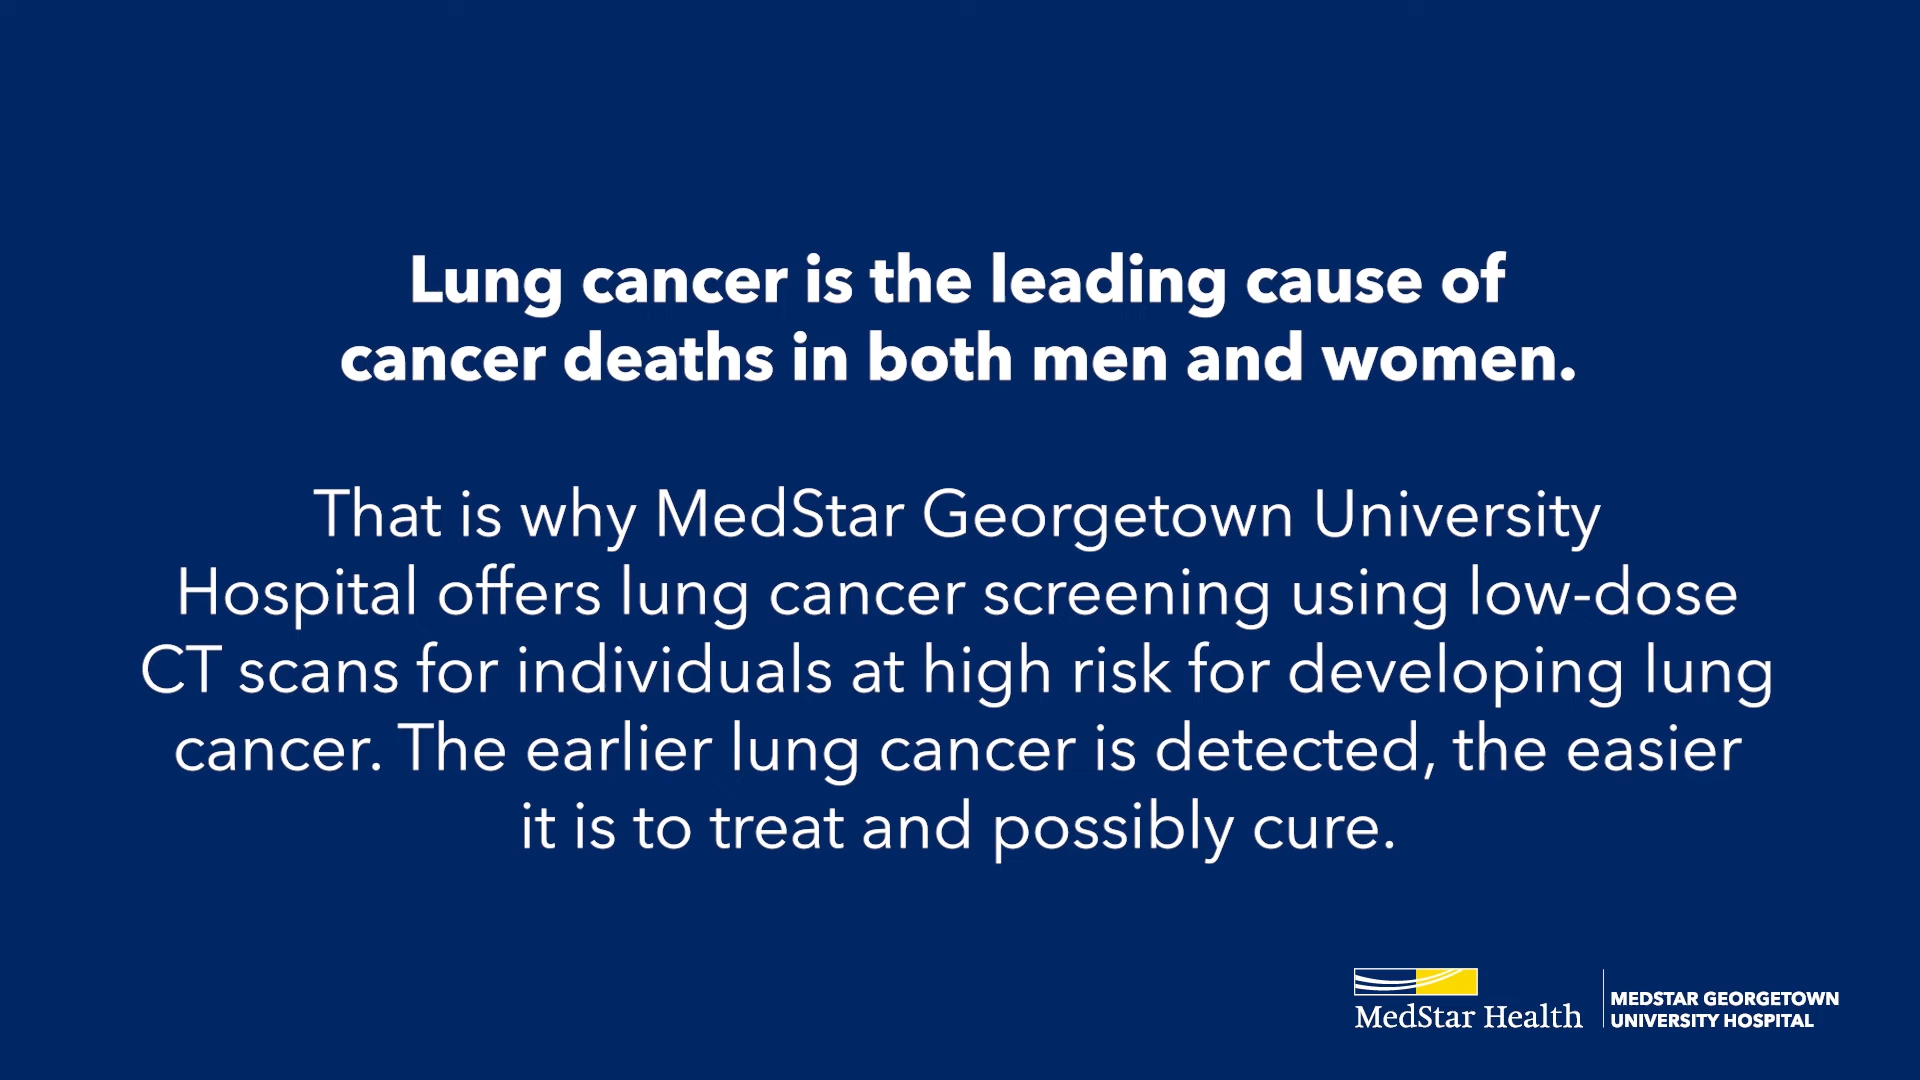 Lung cancer is the leading cause of
cancer deaths in both men and women.
That is why MedStar Georgetown University
Hospital offers lung cancer screening using low-dose
CT scans for individuals at high risk for developing lung
cancer. The earlier lung cancer is detected, the easier
it is to treat and possibly cure.
MedStar Health
MEDSTAR GEORGETOWN
UNIVERSITY HOSPITAL